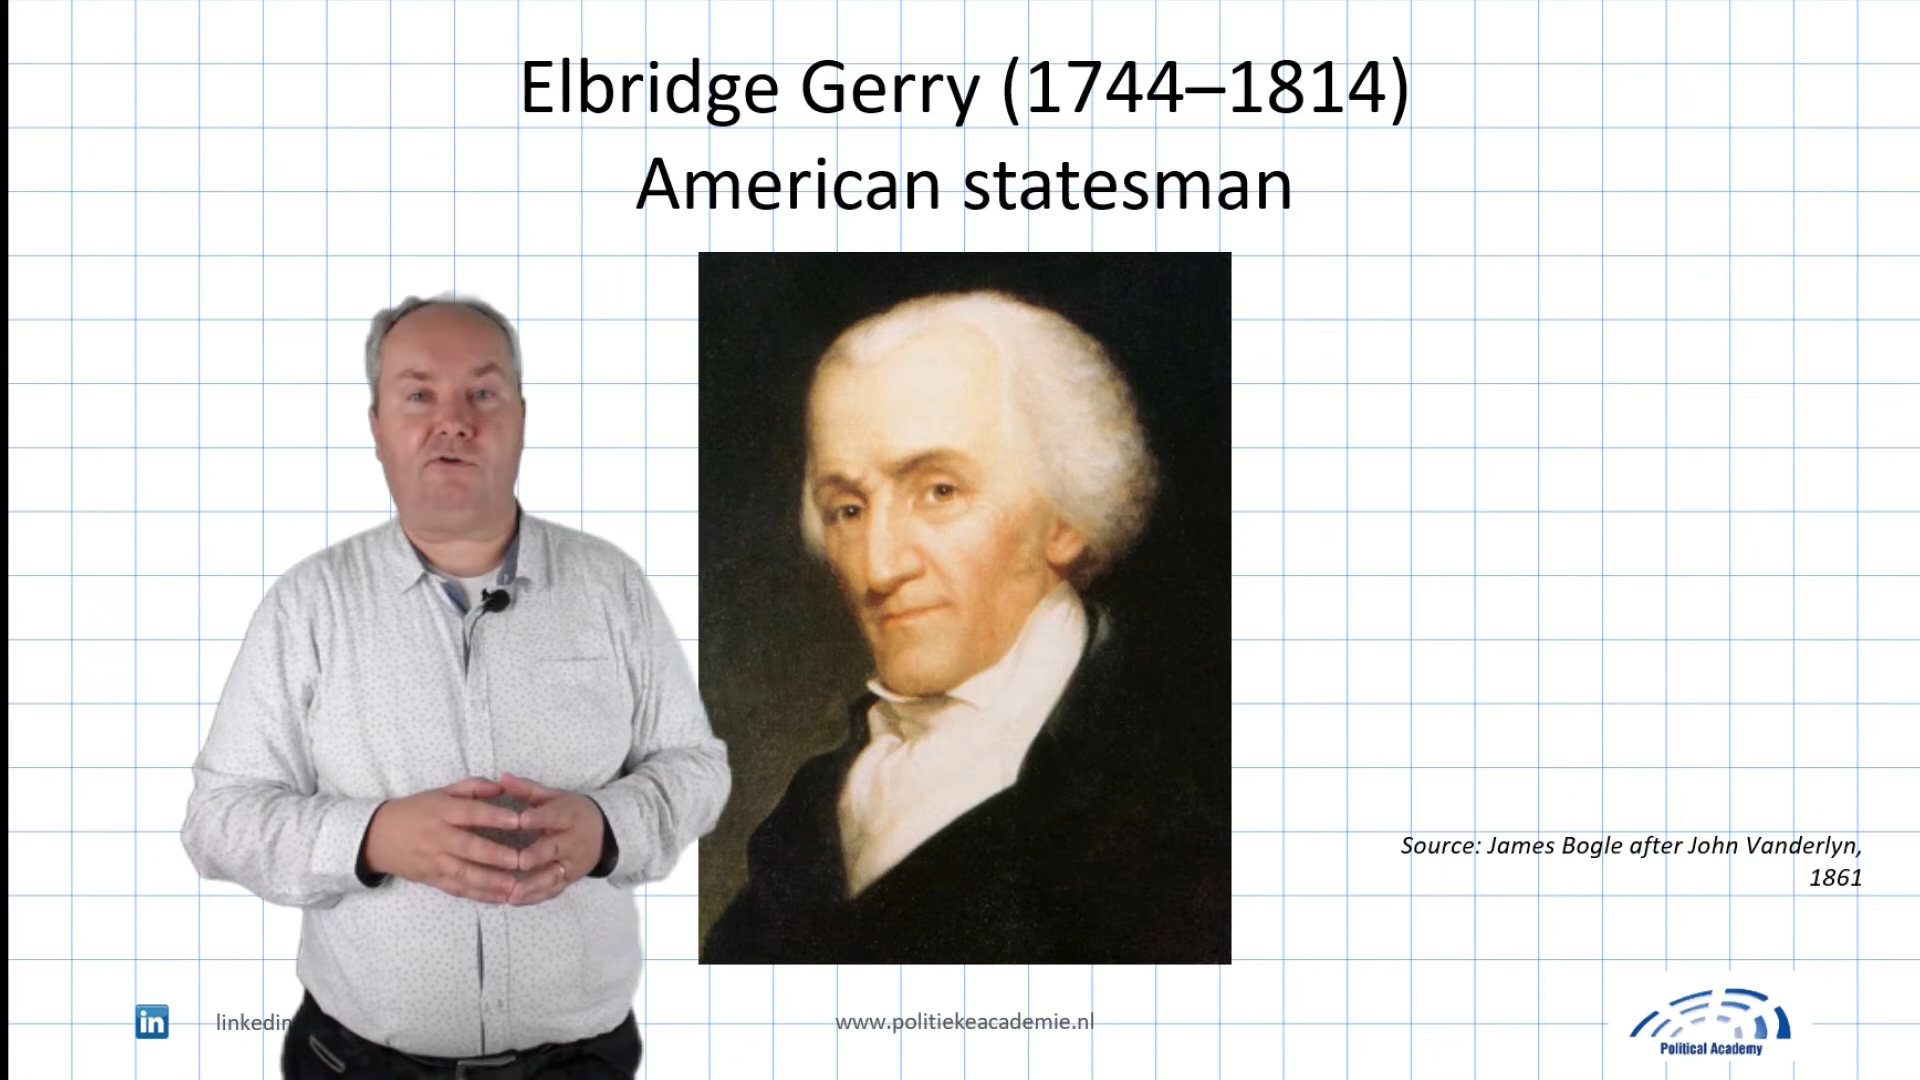 Elbridge Gerry (1744–1814)
American statesman
Source: James Bogle after John Vanderlyn,
1861
in
www.politiekeacademie.nl
Political Academy